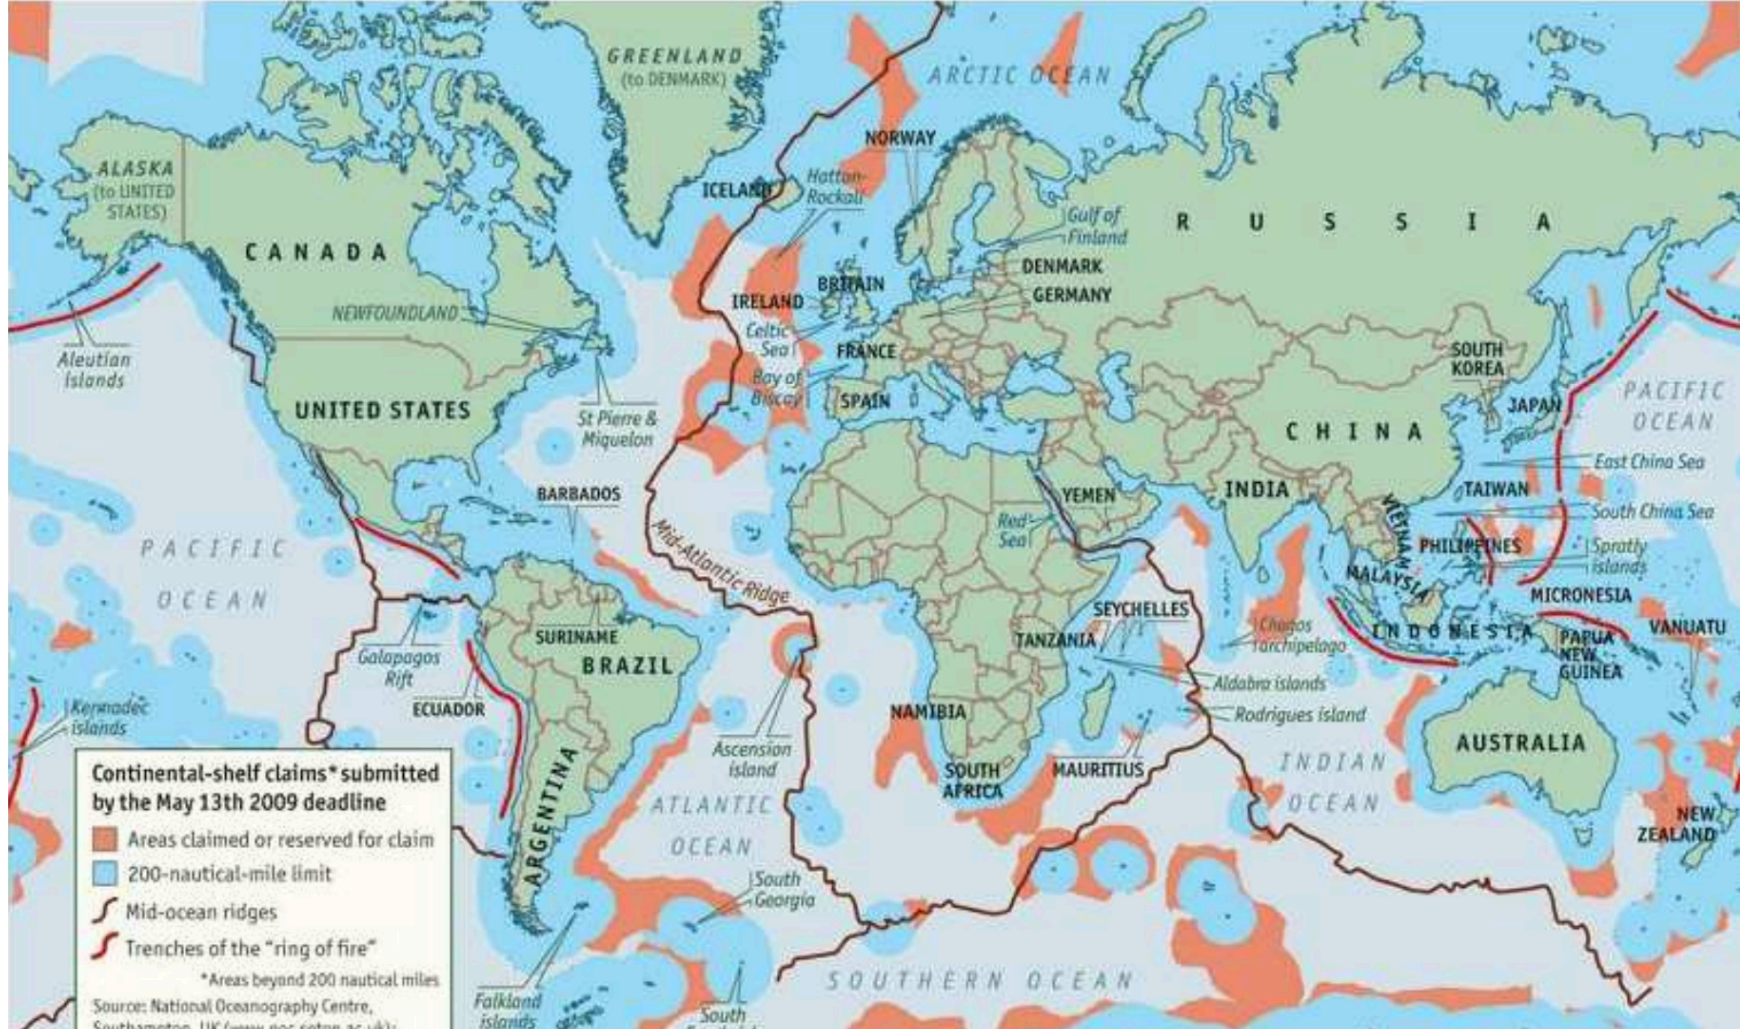 GREENLAND
(to DENMARK)
ARCTIC OCEAN
NORWAY
ALASKA
(to UNITED
STATES)
ICELAND
Hatton-
Rockall
Gulf of
Finland
R U S S I A
CANADA
DENMARK
BRITAIN
GERMANY
IRELAND
NEWFOUNDLAND
Celtic
Sea
FRANCE
SOUTH
KOREA
Aleutian
islands
Bay of
Biscay
SPAIN
JAPAN
PACIFIC
OCEAN
UNITED STATES
St Pierre &
Miquelon
CHINA
East China Sea
BARBADOS
YEMEN
INDIA
TAIWAN
South China Sea
Red
Sea
VIETNAM
PHILIPPINES
Spratly
islands
PACIFIC
OCEAN
Mid-Atlantic Ridge
MALAYSIA
MICRONESIA
SEYCHELLES
SURINAME
TANZANIA
Chagos
archipelago
INDONESIA
PAPUA
NEW
GUINEA
VANUATU
Galapagos
Rift
BRAZIL
Aldabra islands
ECUADOR
NAMIBIA
Rodrigues island
Kermadec
islands
Ascension
island
AUSTRALIA
SOUTH
AFRICA
MAURITIUS
INDIAN
OCEAN
ARGENTINA
ATLANTIC
OCEAN
NEW
ZEALAND
South
Georgia
SOUTHERN OCEAN
Falkland
islands
South
Continental-shelf claims* submitted
by the May 13th 2009 deadline
Areas claimed or reserved for claim
200-nautical-mile limit
Mid-ocean ridges
Trenches of the “ring of fire”
*Areas beyond 200 nautical miles
Source: National Oceanography Centre,
Southampton, UK